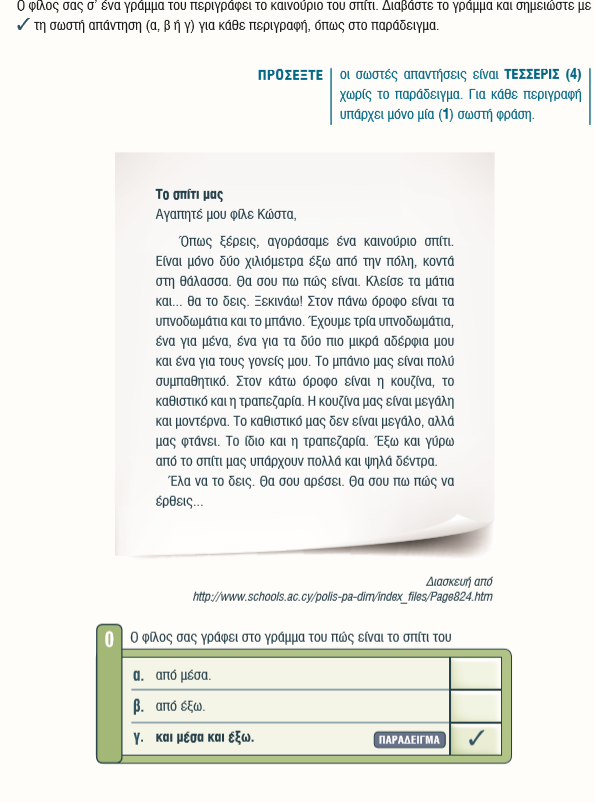 Ο φίλος σας σ' ένα γράμμα του περιγράφει το καινούριο του σπίτι. Διαβάστε το γράμμα και σημειώστε με
✓ τη σωστή απάντηση (α, β ή γ) για κάθε περιγραφή, όπως στο παράδειγμα.
ΠΡΟΣΕΞΤΕ
οι σωστές απαντήσεις είναι ΤΕΣΣΕΡΙΣ (4)
χωρίς το παράδειγμα. Για κάθε περιγραφή
υπάρχει μόνο μία (1) σωστή φράση.
Το σπίτι μας
Αγαπητέ μου φίλε Κώστα,
Όπως ξέρεις, αγοράσαμε ένα καινούριο σπίτι.
Είναι μόνο δύο χιλιόμετρα έξω από την πόλη, κοντά
στη θάλασσα. Θα σου πω πώς είναι. Κλείσε τα μάτια
και... θα το δεις. Ξεκινάω! Στον πάνω όροφο είναι τα
υπνοδωμάτια και το μπάνιο. Έχουμε τρία υπνοδωμάτια,
ένα για μένα, ένα για τα δύο πιο μικρά αδέρφια μου
και ένα για τους γονείς μου. Το μπάνιο μας είναι πολύ
συμπαθητικό. Στον κάτω όροφο είναι η κουζίνα, το
καθιστικό και η τραπεζαρία. Η κουζίνα μας είναι μεγάλη
και μοντέρνα. Το καθιστικό μας δεν είναι μεγάλο, αλλά
μας φτάνει. Το ίδιο και η τραπεζαρία. Έξω και γύρω
από το σπίτι μας υπάρχουν πολλά και ψηλά δέντρα.
Έλα να το δεις. Θα σου αρέσει. Θα σου πω πώς να
έρθεις...
Διασκευή από
http://www.schools.ac.cy/polis-pa-dim/index_files/Page824.htm
0 Ο φίλος σας γράφει στο γράμμα του πώς είναι το σπίτι του
α. από μέσα.
β. από έξω.
γ. και μέσα και έξω. ΠΑΡΑΔΕΙΓΜΑ ✓